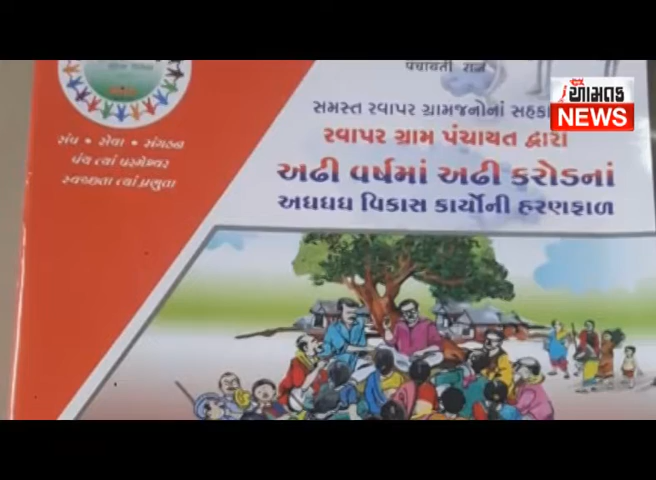 પંચાયતી રાજ
સમસ્ત રવાપર ગ્રામજનોનાં
રવાપર ગ્રામ પંચાયત દ્વારા
અઢી વર્ષમાં અઢી કરોડનાં
અધધધ વિકાસ કાર્યોની હરણફાળ
સંપ • સેવા • સંગઠન
પંચ ત્યાં પરમેશ્વર
સ્વચ્છતા ત્યાં પ્રભુતા
આજતક
NEWS